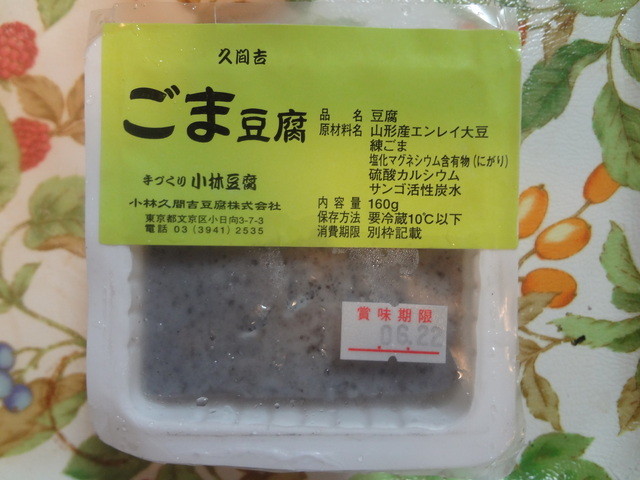 久間吉
ごま豆腐
手づくり 小林豆腐
小林久間吉豆腐株式会社
東京都文京区小日向3-7-3
電話 03 (3941) 2535
品 名 豆腐
原材料名 山形産エンレイ大豆
練ごま
塩化マグネシウム含有物(にがり)
硫酸カルシウム
サンゴ活性炭水
内 容 量 160g
保存方法 要冷蔵10℃以下
消費期限 別枠記載
賞味期限
06.22